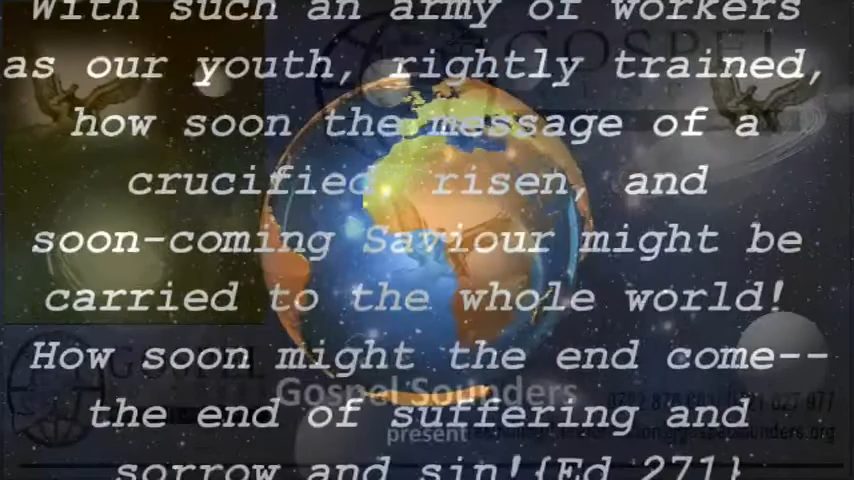 With such an army of workers
as our youth, rightly trained,
how soon the message of a
crucified, risen, and
soon-coming Saviour might be
carried to the whole world!
How soon might the end come--
the end of suffering and
sorrow and sin!{Ed 271}
GOSPEL
GOSPEL
Gospel Sounders
present